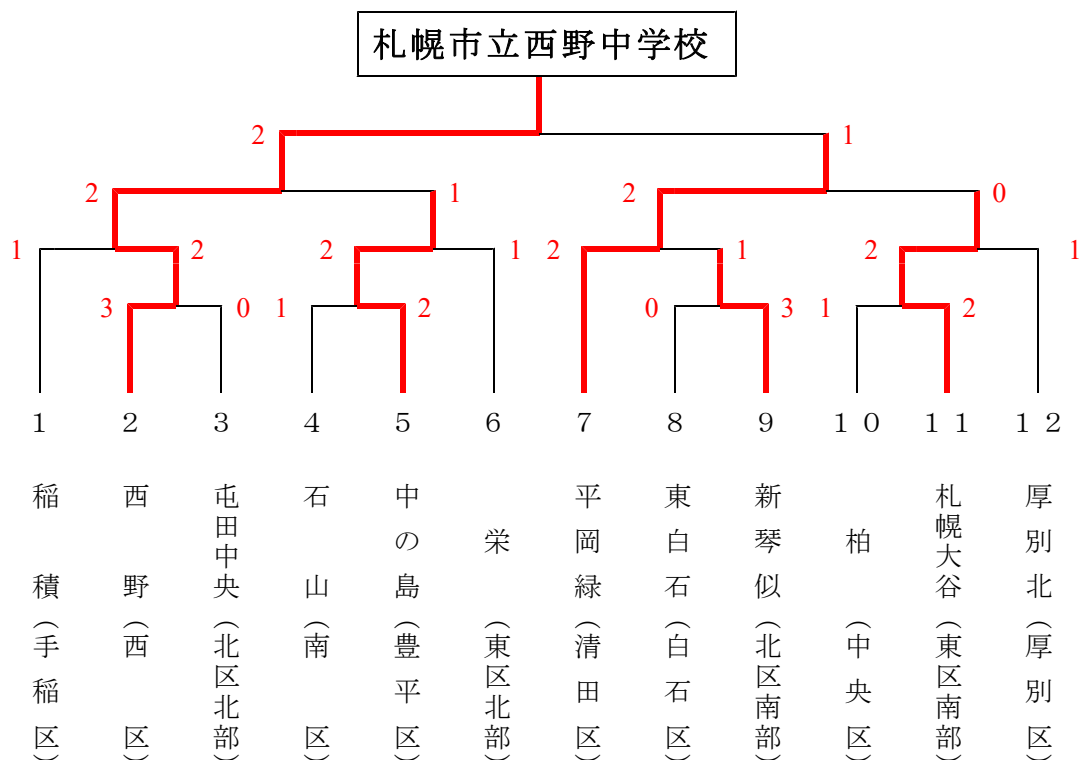 札幌市立西野中学校
2 1
2 1 2 0
1 2 2 1 2 1 2 1
3 0 1 2 0 3 1 2
1 2 3 4 5 6 7 8 9 10 11 12
稲積(手稲区)
西野(西区)
屯田中央(北区北部)
石山(南区)
中の島(豊平区)
栄(東区北部)
平岡緑(清田区)
東白石(白石区)
新琴似(北区南部)
柏(中央区)
札幌大谷(東区南部)
厚別北(厚別区)